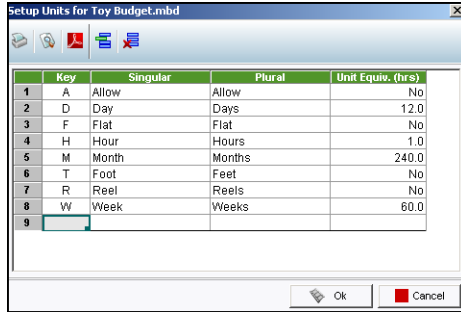 Setup Units for Toy Budget.mbd
Key Singular Plural Unit Equiv. (hrs)
1 A Allow Allow No
2 D Day Days 12.0
3 F Flat Flat No
4 H Hour Hours 1.0
5 M Month Months 240.0
6 T Foot Feet No
7 R Reel Reels No
8 W Week Weeks 60.0
9
Ok Cancel